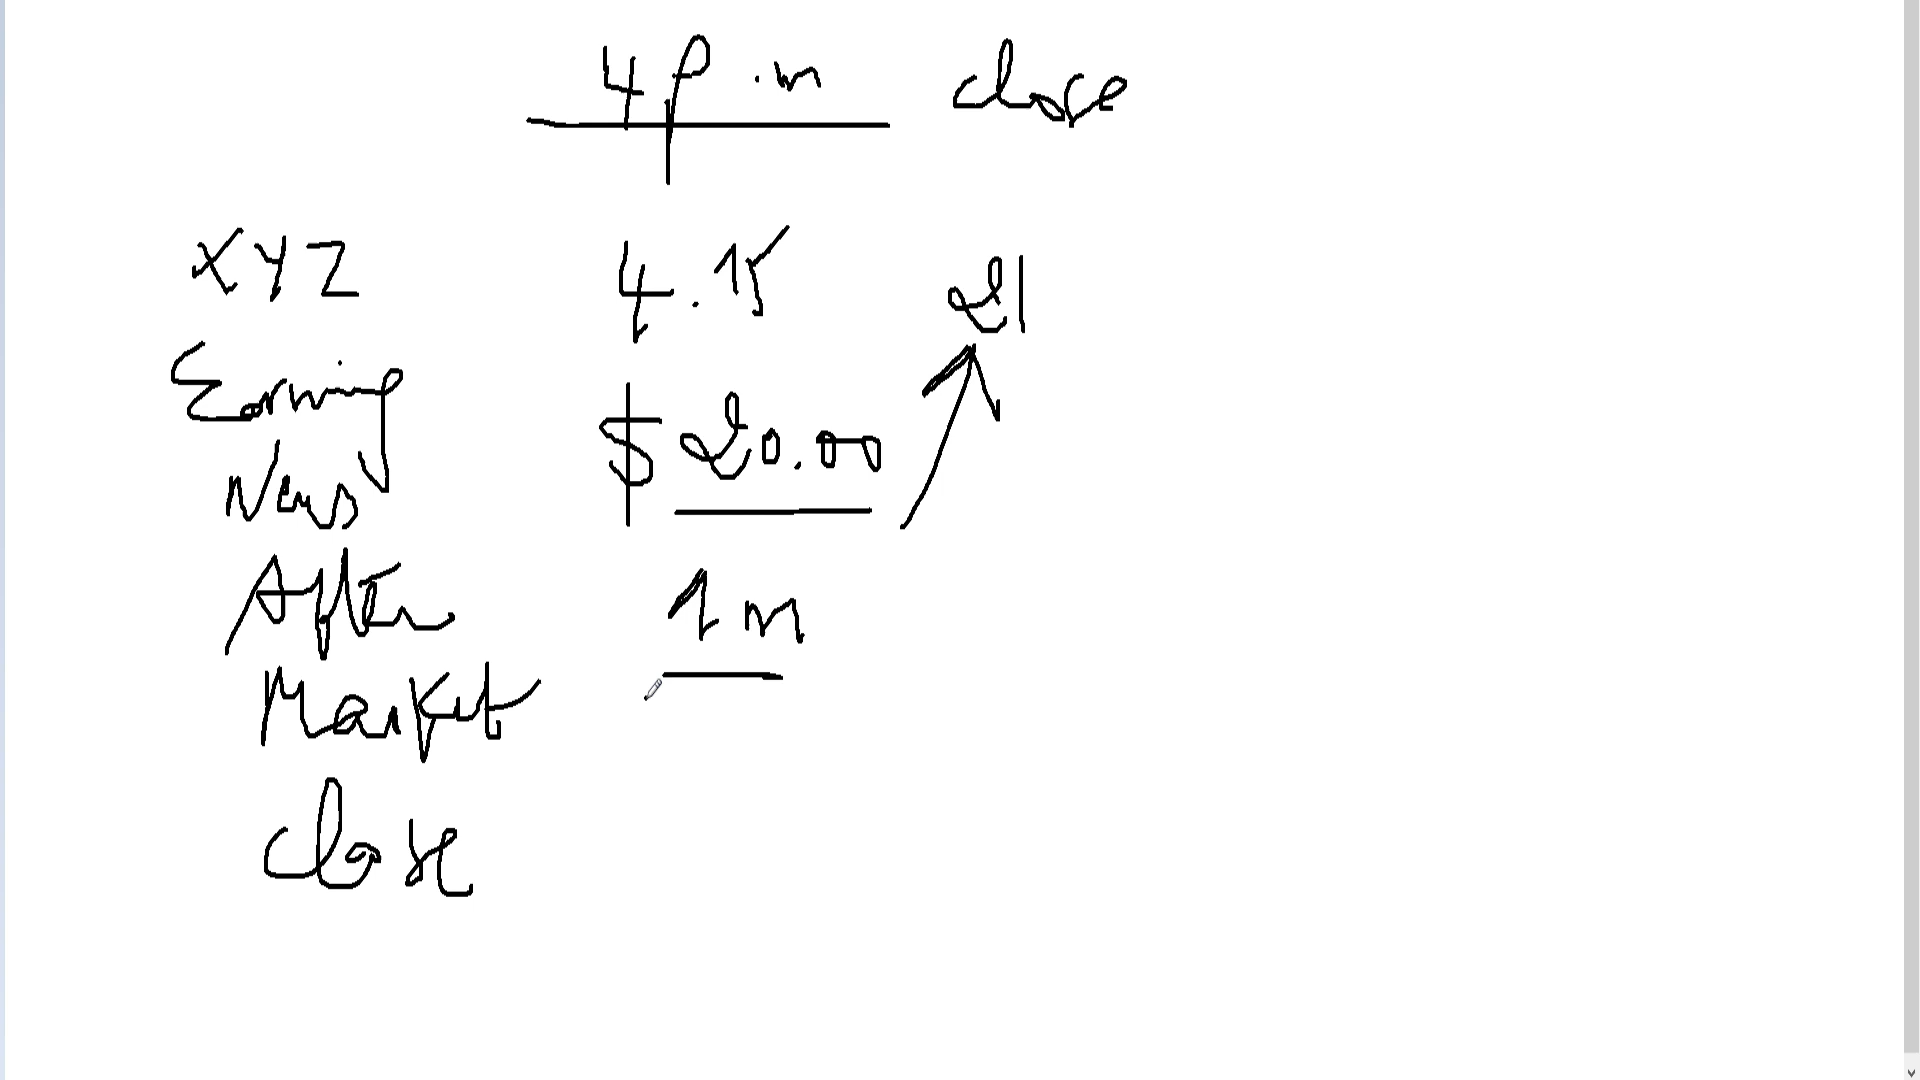 4 p.m close
XYZ 4.15 21
Earning $20.00
News
After 1m
Market
close